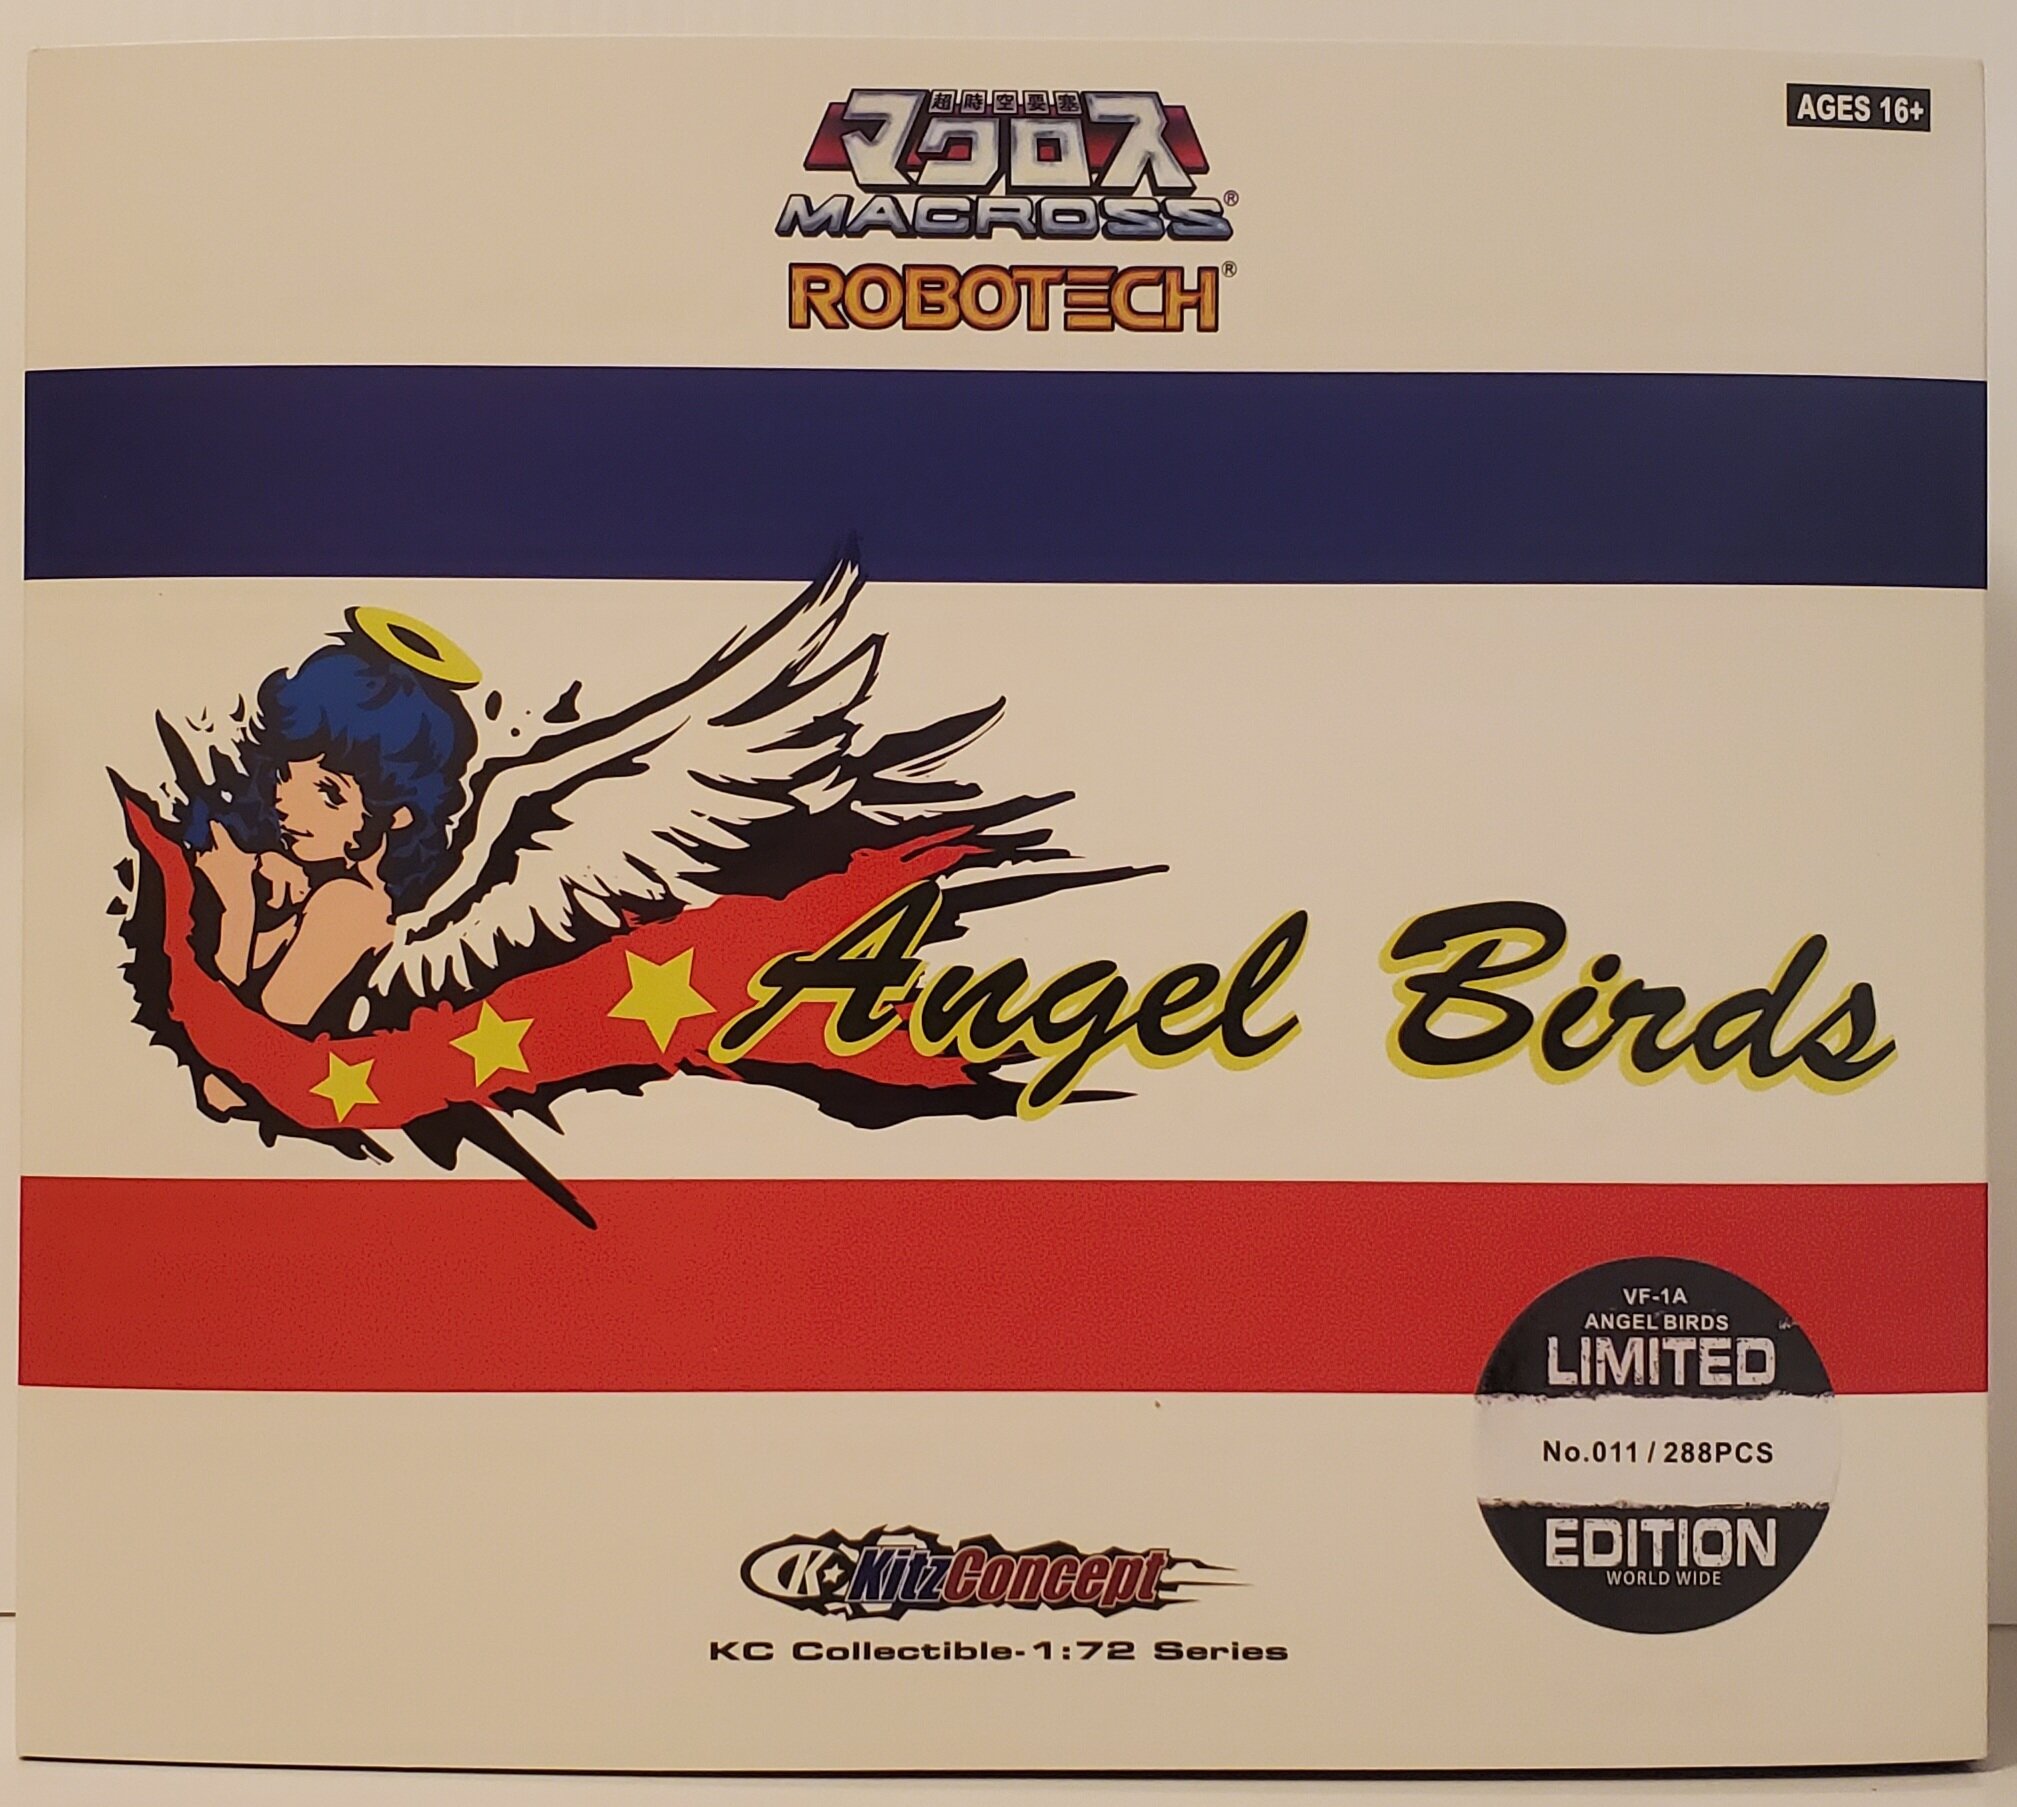 AGES 16+
超時空要塞
マクロス
MACROSS®
ROBOTECH®
Angel Birds
VF-1A
ANGEL BIRDS
LIMITED
No.011 / 288PCS
EDITION
WORLD WIDE
K KitzConcept
KC Collectible-1:72 Series